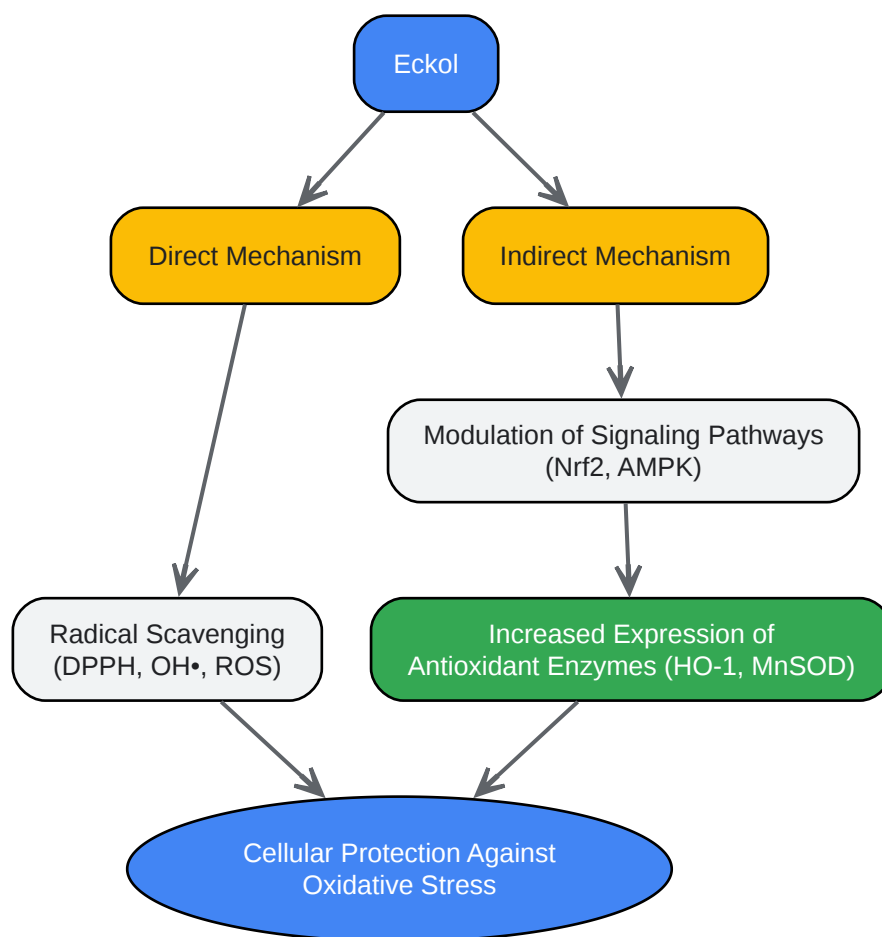 Eckol
Direct Mechanism
Indirect Mechanism
Modulation of Signaling Pathways
(Nrf2, AMPK)
Radical Scavenging
(DPPH, OH•, ROS)
Increased Expression of
Antioxidant Enzymes (HO-1, MnSOD)
Cellular Protection Against
Oxidative Stress